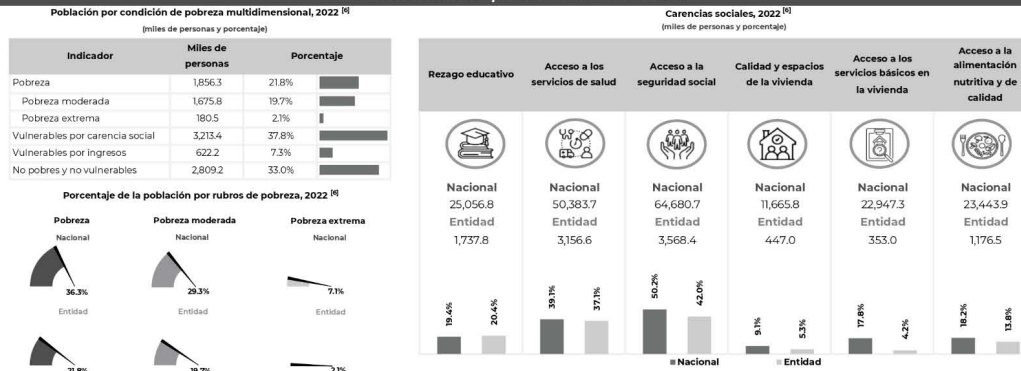 Población por condición de pobreza multidimensional, 2022 [6]
(miles de personas y porcentaje)
Indicador
Miles de personas
Porcentaje
Pobreza 1,856.3 21.8%
Pobreza moderada 1,675.8 19.7%
Pobreza extrema 180.5 2.1%
Vulnerables por carencia social 3,213.4 37.8%
Vulnerables por ingresos 622.2 7.3%
No pobres y no vulnerables 2,809.2 33.0%
Porcentaje de la población por rubros de pobreza, 2022 [6]
Pobreza Pobreza moderada Pobreza extrema
Nacional Nacional Nacional
36.3% 29.3% 7.1%
Entidad Entidad Entidad
21.8% 19.7% 2.1%
Carencias sociales, 2022 [6]
(miles de personas y porcentaje)
Rezago educativo
Acceso a los servicios de salud
Acceso a la seguridad social
Calidad y espacios de la vivienda
Acceso a los servicios básicos en la vivienda
Acceso a la alimentación nutritiva y de calidad
Nacional Nacional Nacional Nacional Nacional Nacional
25,056.8 50,383.7 64,680.7 11,665.8 22,947.3 23,443.9
Entidad Entidad Entidad Entidad Entidad Entidad
1,737.8 3,156.6 3,568.4 447.0 353.0 1,176.5
19.4% 20.4% 39.1% 37.1% 50.2% 42.0% 9.1% 5.3% 17.8% 4.2% 18.2% 13.8%
Nacional Entidad